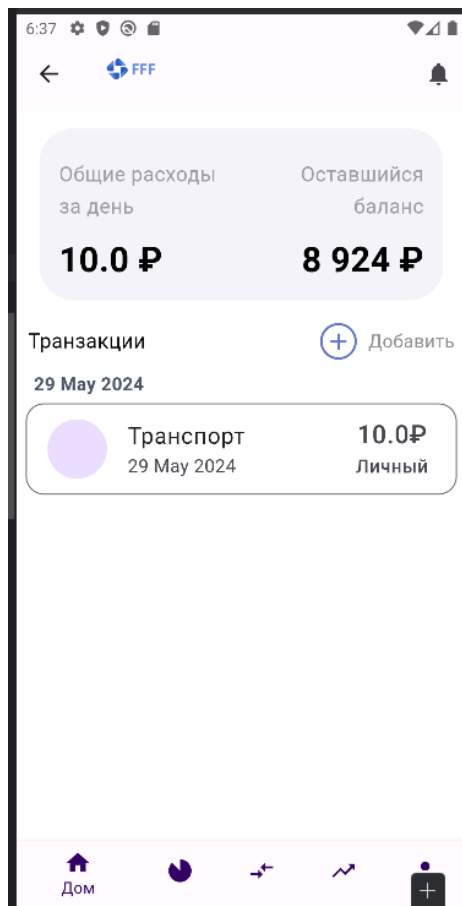 6:37
FFF
Общие расходы
за день
Оставшийся
баланс
10.0 ₽
8 924 ₽
Транзакции
Добавить
29 May 2024
Транспорт
10.0₽
29 May 2024
Личный
Дом